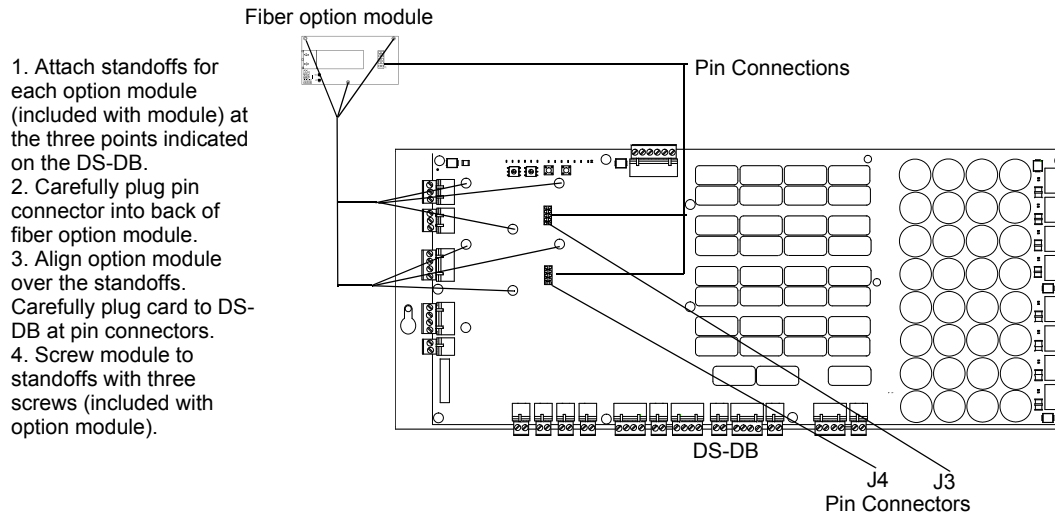 Fiber option module
1. Attach standoffs for
each option module
(included with module) at
the three points indicated
on the DS-DB.
2. Carefully plug pin
connector into back of
fiber option module.
3. Align option module
over the standoffs.
Carefully plug card to DS-
DB at pin connectors.
4. Screw module to
standoffs with three
screws (included with
option module).
Pin Connections
DS-DB
J4
J3
Pin Connectors